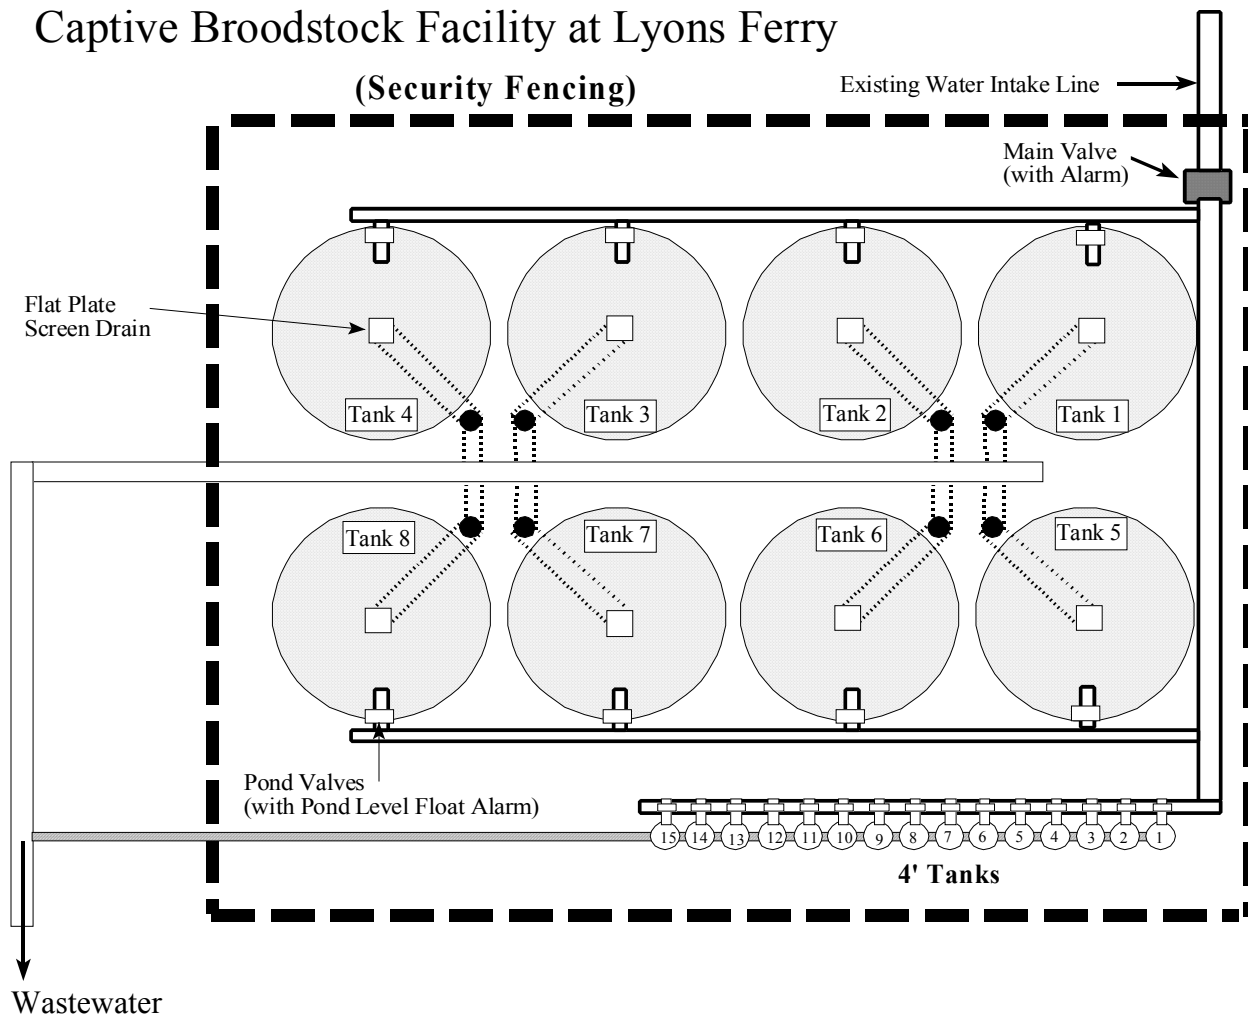 Captive Broodstock Facility at Lyons Ferry
(Security Fencing)
Existing Water Intake Line
Main Valve
(with Alarm)
Flat Plate
Screen Drain
Tank 4
Tank 3
Tank 2
Tank 1
Tank 8
Tank 7
Tank 6
Tank 5
Pond Valves
(with Pond Level Float Alarm)
15 14 13 12 11 10 9 8 7 6 5 4 3 2 1
4' Tanks
Wastewater